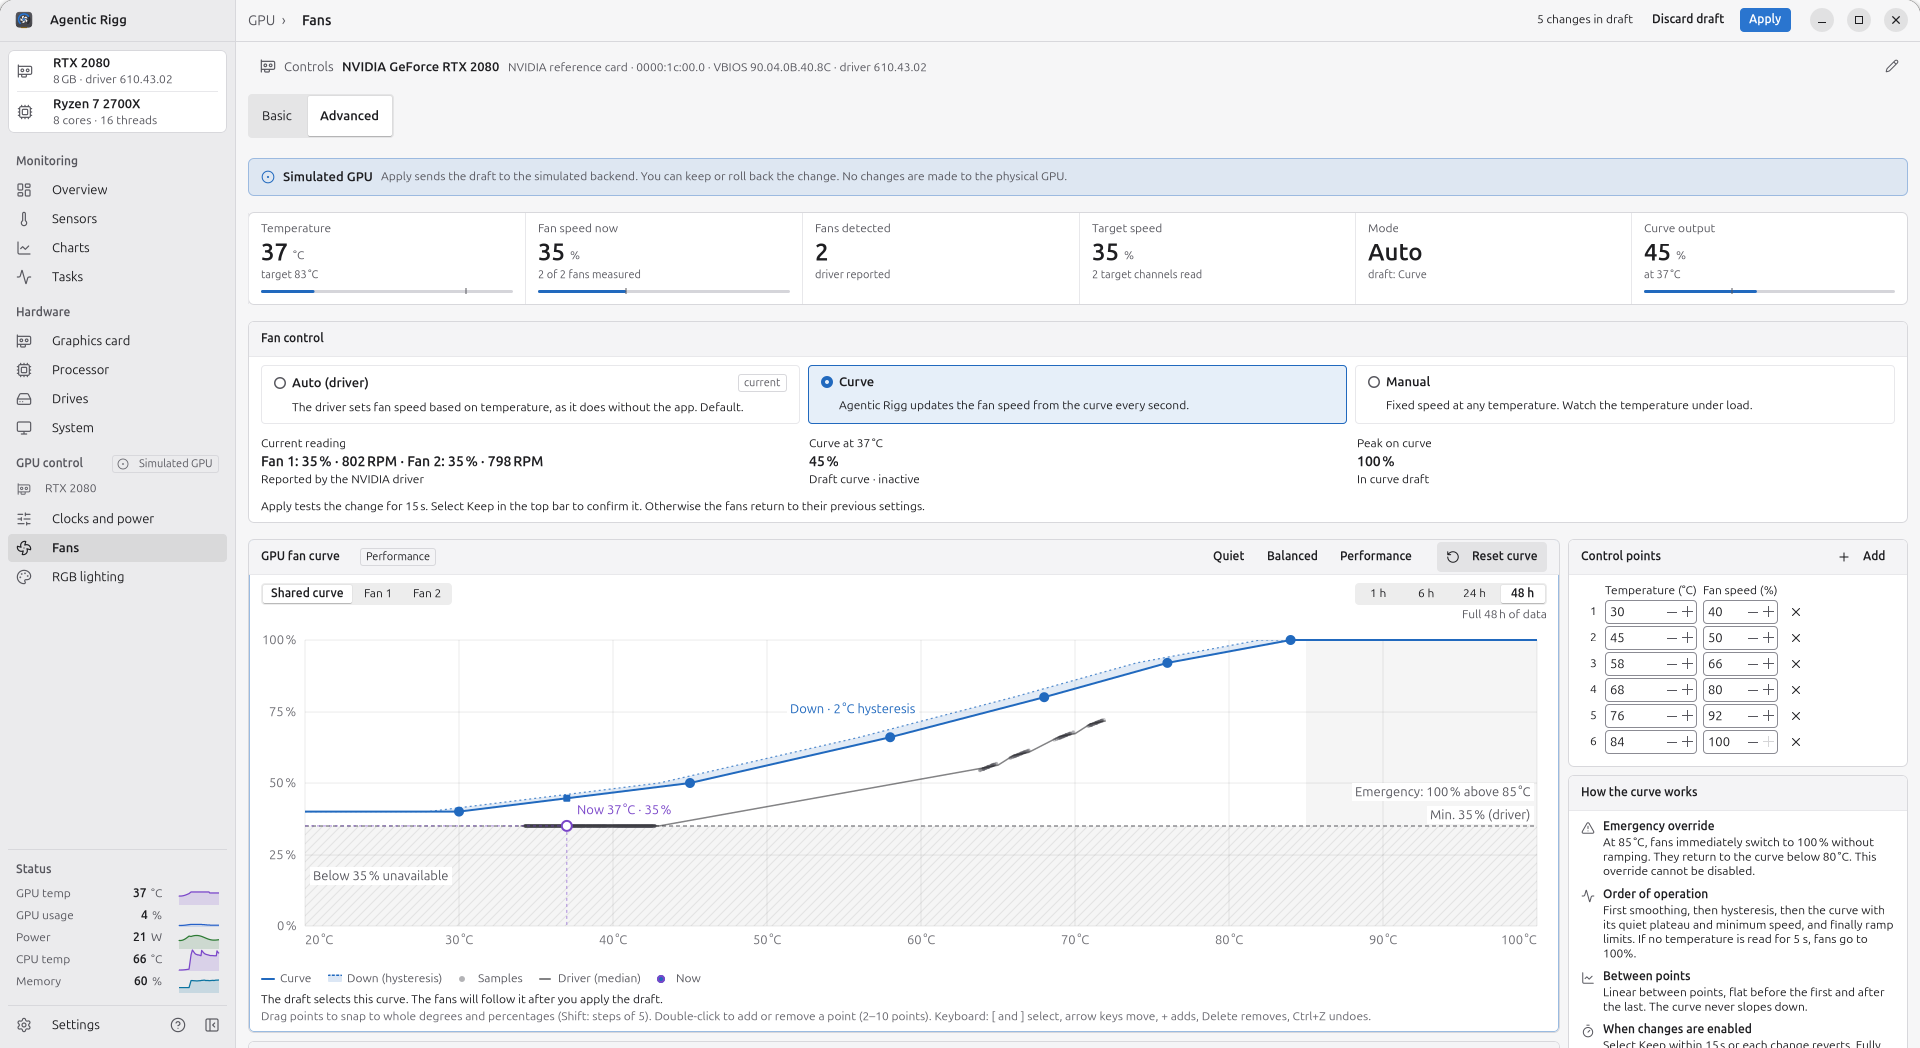 Agentic Rigg
GPU › Fans
5 changes in draft
Discard draft
Apply
RTX 2080
8 GB · driver 610.43.02
Ryzen 7 2700X
8 cores · 16 threads
Monitoring
Overview
Sensors
Charts
Tasks
Hardware
Graphics card
Processor
Drives
System
GPU control
Simulated GPU
RTX 2080
Clocks and power
Fans
RGB lighting
Status
GPU temp 37 °C
GPU usage 4 %
Power 21 W
CPU temp 66 °C
Memory 60 %
Settings
Controls NVIDIA GeForce RTX 2080 NVIDIA reference card · 0000:1c:00.0 · VBIOS 90.04.0B.40.8C · driver 610.43.02
Basic
Advanced
Simulated GPU Apply sends the draft to the simulated backend. You can keep or roll back the change. No changes are made to the physical GPU.
Temperature
37 °C
target 83 °C
Fan speed now
35 %
2 of 2 fans measured
Fans detected
2
driver reported
Target speed
35 %
2 target channels read
Mode
Auto
draft: Curve
Curve output
45 %
at 37 °C
Fan control
Auto (driver)
current
The driver sets fan speed based on temperature, as it does without the app. Default.
Curve
Agentic Rigg updates the fan speed from the curve every second.
Manual
Fixed speed at any temperature. Watch the temperature under load.
Current reading
Fan 1: 35 % · 802 RPM · Fan 2: 35 % · 798 RPM
Reported by the NVIDIA driver
Curve at 37 °C
45 %
Draft curve · inactive
Peak on curve
100 %
In curve draft
Apply tests the change for 15 s. Select Keep in the top bar to confirm it. Otherwise the fans return to their previous settings.
GPU fan curve
Performance
Quiet
Balanced
Performance
Reset curve
Shared curve
Fan 1
Fan 2
1 h
6 h
24 h
48 h
Full 48 h of data
100 %
75 %
50 %
25 %
0 %
Down · 2 °C hysteresis
Now 37 °C · 35 %
Emergency: 100 % above 85 °C
Min. 35 % (driver)
Below 35 % unavailable
20 °C
30 °C
40 °C
50 °C
60 °C
70 °C
80 °C
90 °C
100 °C
Curve
Down (hysteresis)
Samples
Driver (median)
Now
The draft selects this curve. The fans will follow it after you apply the draft.
Drag points to snap to whole degrees and percentages (Shift: steps of 5). Double-click to add or remove a point (2–10 points). Keyboard: [ and ] select, arrow keys move, + adds, Delete removes, Ctrl+Z undoes.
Control points
+ Add
Temperature (°C) Fan speed (%)
1 30 − + 40 − + ×
2 45 − + 50 − + ×
3 58 − + 66 − + ×
4 68 − + 80 − + ×
5 76 − + 92 − + ×
6 84 − + 100 − + ×
How the curve works
Emergency override
At 85 °C, fans immediately switch to 100 % without
ramping. They return to the curve below 80 °C. This
override cannot be disabled.
Order of operation
First smoothing, then hysteresis, then the curve with
its quiet plateau and minimum speed, and finally ramp
limits. If no temperature is read for 5 s, fans go to
100%.
Between points
Linear between points, flat before the first and after
the last. The curve never slopes down.
When changes are enabled
Select Keep within 15 s or each change reverts. Fully